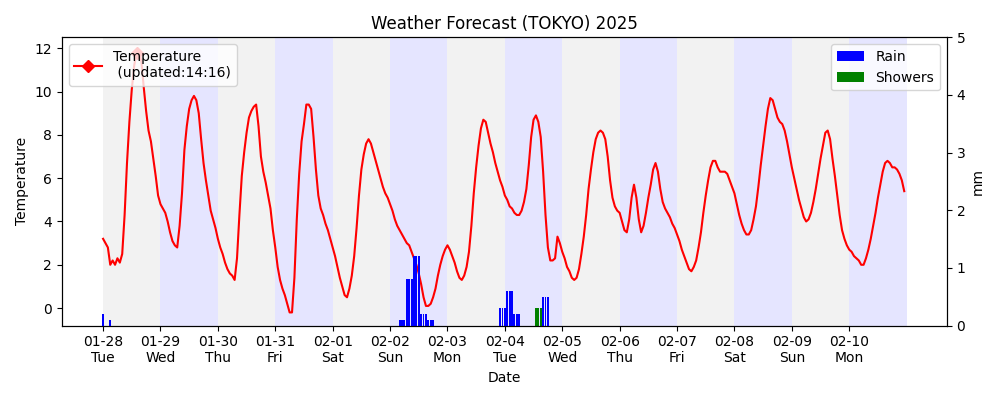 Weather Forecast (TOKYO) 2025
Temperature
(updated:14:16)
Rain
Showers
12
10
8
6
4
2
0
Temperature
5
4
3
2
1
0
mm
01-28 01-29 01-30 01-31 02-01 02-02 02-03 02-04 02-05 02-06 02-07 02-08 02-09 02-10
Tue Wed Thu Fri Sat Sun Mon Tue Wed Thu Fri Sat Sun Mon
Date